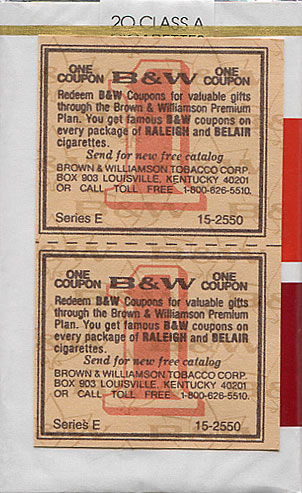 20 CLASS A
ONE COUPON B&W ONE COUPON
Redeem B&W Coupons for valuable gifts
through the Brown & Williamson Premium
Plan. You get famous B&W coupons on
every package of RALEIGH and BELAIR
cigarettes.
Send for new free catalog
BROWN & WILLIAMSON TOBACCO CORP.
BOX 903 LOUISVILLE, KENTUCKY 40201
OR CALL TOLL FREE 1-800-626-5510.
Series E 15-2550
ONE COUPON B&W ONE COUPON
Redeem B&W Coupons for valuable gifts
through the Brown & Williamson Premium
Plan. You get famous B&W coupons on
every package of RALEIGH and BELAIR
cigarettes.
Send for new free catalog
BROWN & WILLIAMSON TOBACCO CORP.
BOX 903 LOUISVILLE, KENTUCKY 40201
OR CALL TOLL FREE 1-800-626-5510.
Series E 15-2550